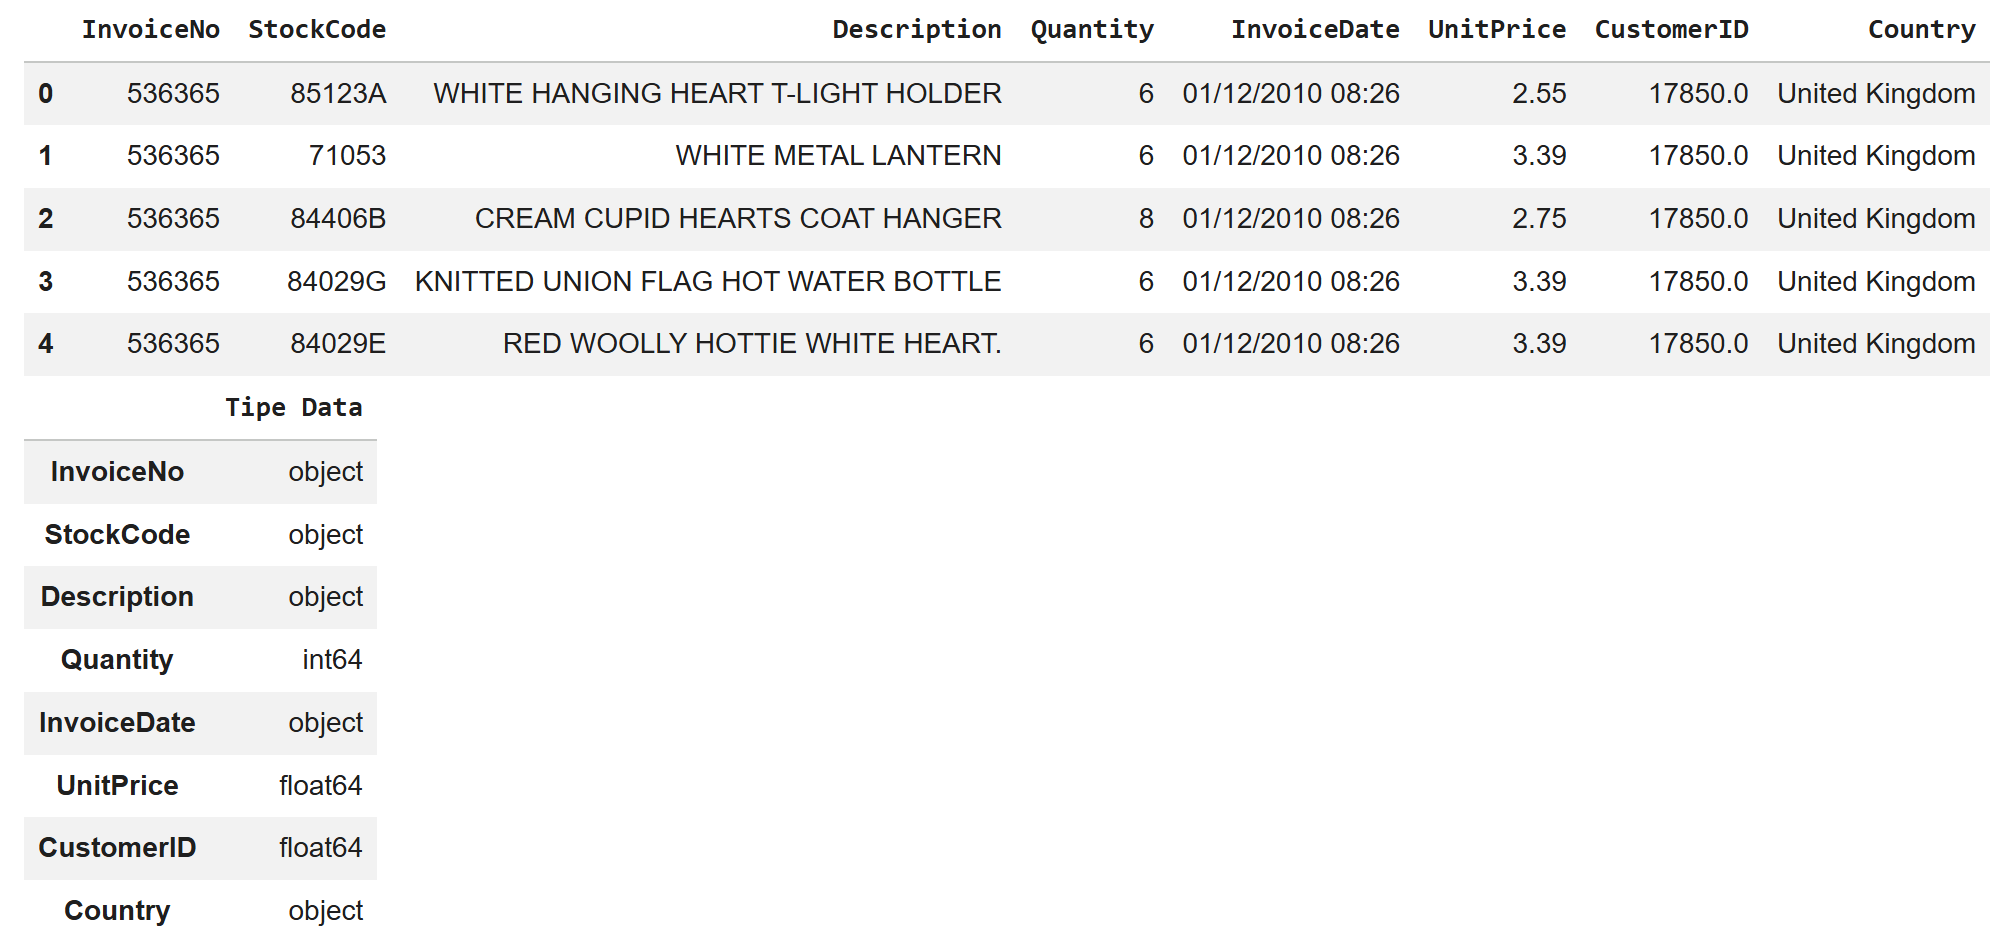 InvoiceNo StockCode Description Quantity InvoiceDate UnitPrice CustomerID Country
0 536365 85123A WHITE HANGING HEART T-LIGHT HOLDER 6 01/12/2010 08:26 2.55 17850.0 United Kingdom
1 536365 71053 WHITE METAL LANTERN 6 01/12/2010 08:26 3.39 17850.0 United Kingdom
2 536365 84406B CREAM CUPID HEARTS COAT HANGER 8 01/12/2010 08:26 2.75 17850.0 United Kingdom
3 536365 84029G KNITTED UNION FLAG HOT WATER BOTTLE 6 01/12/2010 08:26 3.39 17850.0 United Kingdom
4 536365 84029E RED WOOLLY HOTTIE WHITE HEART. 6 01/12/2010 08:26 3.39 17850.0 United Kingdom
Tipe Data
InvoiceNo object
StockCode object
Description object
Quantity int64
InvoiceDate object
UnitPrice float64
CustomerID float64
Country object